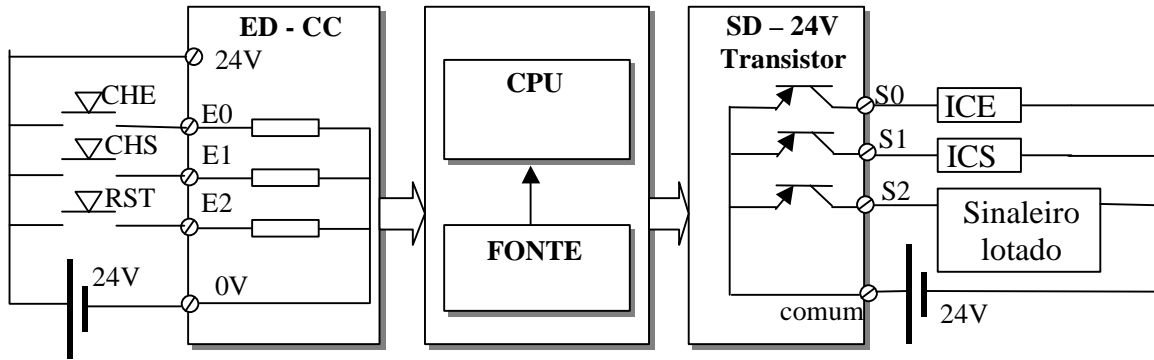 ED - CC
24V
CHE
E0
CHS
E1
RST
E2
24V
0V
CPU
FONTE
SD – 24V
Transistor
S0
ICE
S1
ICS
S2
Sinaleiro
lotado
comum
24V